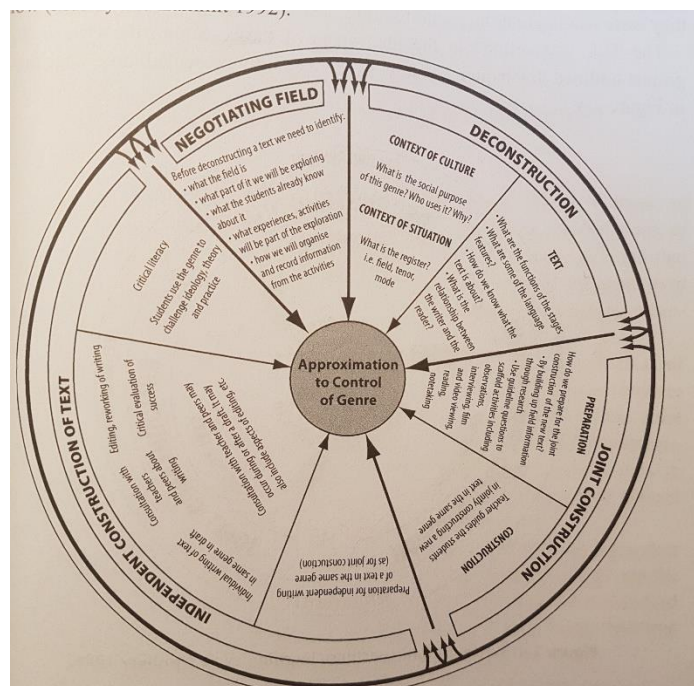 1992).
NEGOTIATING FIELD
Before deconstructing a text we need to identify:
• what the field is
• what part of it we will be exploring
• what the students already know
about it
• what experiences, activities
will be part of the exploration
• how we will organise
and record information
from the activities
DECONSTRUCTION
CONTEXT OF CULTURE
What is the social purpose
of this genre? Who uses it? Why?
CONTEXT OF SITUATION
What is the register?
i.e. field, tenor,
mode
TEXT
• What are the functions of the stages
• What are some of the language
features?
• How do we know what the
text is about?
• What is the
relationship between
the writer and the
reader?
JOINT CONSTRUCTION
PREPARATION
How do we prepare for the joint
construction of the new text?
• By building up field information
through research
• Use guideline questions to
scaffold activities including
observations,
interviewing, film
and video viewing,
reading,
notetaking
CONSTRUCTION
Teacher guides the students
in jointly constructing a new
text in the same genre
INDEPENDENT CONSTRUCTION OF TEXT
Preparation for independent writing
of a text in the same genre
(as for joint constuction)
Individual writing of text
in same genre in draft
Consultation with
teachers
and peers about
writing
Consultation with teacher and peers may
occur during or after a draft. It may
also include aspects of editing, etc
Critical evaluation of
success
Editing, reworking of writing
Critical literacy
Students use the genre to
challenge ideology, theory
and practice
Approximation
to Control
of Genre